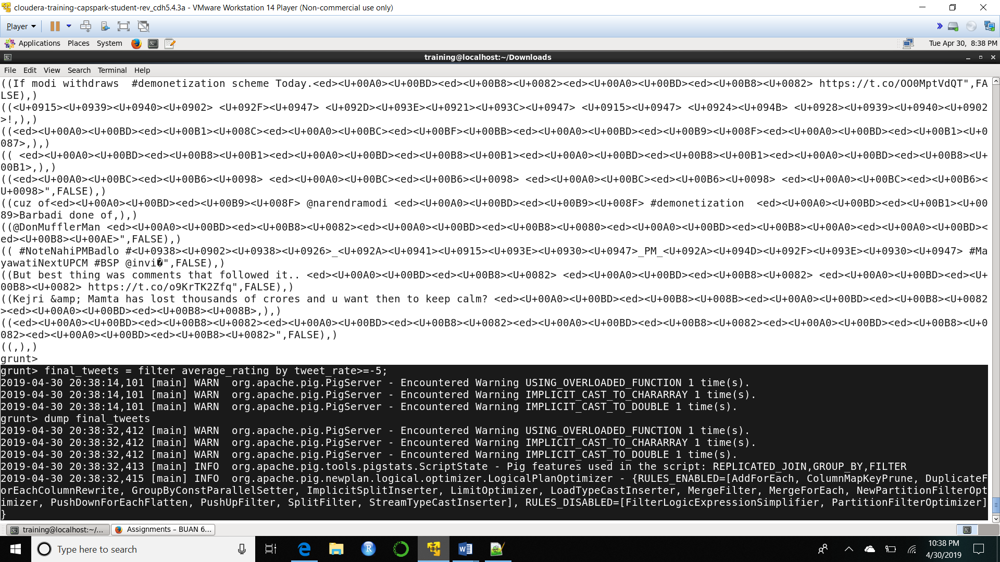 cloudera-training-capspark-student-rev_cdh5.4.3a - VMware Workstation 14 Player (Non-commercial use only)
Player
Applications Places System Tue Apr 30, 8:38 PM
training@localhost:~/Downloads
File Edit View Search Terminal Help
((If modi withdraws  #demonetization scheme Today.<ed><U+00A0><U+00BD><ed><U+00B8><U+0082><ed><U+00A0><U+00BD><ed><U+00B8><U+0082> https://t.co/OO0MptVdQT",FA
LSE),)
((<U+0915><U+0939><U+0940><U+0902> <U+092F><U+0947> <U+092D><U+093E><U+0921><U+093C><U+0947> <U+0915><U+0947> <U+0924><U+094B> <U+0928><U+0939><U+0940><U+0902
>!,),)
((<ed><U+00A0><U+00BD><ed><U+00B1><U+008C><ed><U+00A0><U+00BC><ed><U+00BF><U+00BB><ed><U+00A0><U+00BD><ed><U+00B9><U+008F><ed><U+00A0><U+00BD><ed><U+00B1><U+0
087>,),)
(( <ed><U+00A0><U+00BD><ed><U+00B8><U+00B1><ed><U+00A0><U+00BD><ed><U+00B8><U+00B1><ed><U+00A0><U+00BD><ed><U+00B8><U+00B1><ed><U+00A0><U+00BD><ed><U+00B8><U+
00B1>,),)
((<ed><U+00A0><U+00BC><ed><U+00B6><U+0098> <ed><U+00A0><U+00BC><ed><U+00B6><U+0098> <ed><U+00A0><U+00BC><ed><U+00B6><U+0098> <ed><U+00A0><U+00BC><ed><U+00B6><
U+0098>",FALSE),)
((cuz of<ed><U+00A0><U+00BD><ed><U+00B9><U+008F> @narendramodi <ed><U+00A0><U+00BD><ed><U+00B9><U+008F> #demonetization  <ed><U+00A0><U+00BD><ed><U+00B1><U+00
89>Barbadi done of,),)
((@DonMufflerMan <ed><U+00A0><U+00BD><ed><U+00B8><U+0082><ed><U+00A0><U+00BD><ed><U+00B8><U+0080><ed><U+00A0><U+00BD><ed><U+00B8><U+00A0><ed><U+00A0><U+00BD><
ed><U+00B8><U+00AE>",FALSE),)
(( #NoteNahiPMBadlo #<U+0938><U+0902><U+0938><U+0926>_<U+092A><U+0941><U+0915><U+093E><U+0930><U+0947>_PM_<U+092A><U+094D><U+092F><U+093E><U+0930><U+0947> #Ma
yawatiNextUPCM #BSP @invi�",FALSE),)
((But best thing was comments that followed it.. <ed><U+00A0><U+00BD><ed><U+00B8><U+0082> <ed><U+00A0><U+00BD><ed><U+00B8><U+0082> <ed><U+00A0><U+00BD><ed><U+
00B8><U+0082> https://t.co/o9KrTK2Zfq",FALSE),)
((Kejri &amp; Mamta has lost thousands of crores and u want then to keep calm? <ed><U+00A0><U+00BD><ed><U+00B8><U+008B><ed><U+00A0><U+00BD><ed><U+00B8><U+0082
><ed><U+00A0><U+00BD><ed><U+00B8><U+008B>,),)
((<ed><U+00A0><U+00BD><ed><U+00B8><U+0082><ed><U+00A0><U+00BD><ed><U+00B8><U+0082><ed><U+00A0><U+00BD><ed><U+00B8><U+0082><ed><U+00A0><U+00BD><ed><U+00B8><U+0
082><ed><U+00A0><U+00BD><ed><U+00B8><U+0082>",FALSE),)
((,),)
grunt>
grunt> final_tweets = filter average_rating by tweet_rate>=-5;
2019-04-30 20:38:14,101 [main] WARN  org.apache.pig.PigServer - Encountered Warning USING_OVERLOADED_FUNCTION 1 time(s).
2019-04-30 20:38:14,101 [main] WARN  org.apache.pig.PigServer - Encountered Warning IMPLICIT_CAST_TO_CHARARRAY 1 time(s).
2019-04-30 20:38:14,101 [main] WARN  org.apache.pig.PigServer - Encountered Warning IMPLICIT_CAST_TO_DOUBLE 1 time(s).
grunt> dump final_tweets
2019-04-30 20:38:32,412 [main] WARN  org.apache.pig.PigServer - Encountered Warning USING_OVERLOADED_FUNCTION 1 time(s).
2019-04-30 20:38:32,412 [main] WARN  org.apache.pig.PigServer - Encountered Warning IMPLICIT_CAST_TO_CHARARRAY 1 time(s).
2019-04-30 20:38:32,412 [main] WARN  org.apache.pig.PigServer - Encountered Warning IMPLICIT_CAST_TO_DOUBLE 1 time(s).
2019-04-30 20:38:32,413 [main] INFO  org.apache.pig.tools.pigstats.ScriptState - Pig features used in the script: REPLICATED_JOIN,GROUP_BY,FILTER
2019-04-30 20:38:32,415 [main] INFO  org.apache.pig.newplan.logical.optimizer.LogicalPlanOptimizer - {RULES_ENABLED=[AddForEach, ColumnMapKeyPrune, DuplicateF
orEachColumnRewrite, GroupByConstParallelSetter, ImplicitSplitInserter, LimitOptimizer, LoadTypeCastInserter, MergeFilter, MergeForEach, NewPartitionFilterOpt
imizer, PushDownForEachFlatten, PushUpFilter, SplitFilter, StreamTypeCastInserter], RULES_DISABLED=[FilterLogicExpressionSimplifier, PartitionFilterOptimizer]
}
training@localhost:~/... Assignments – BUAN 6...
Type here to search
10:38 PM
4/30/2019